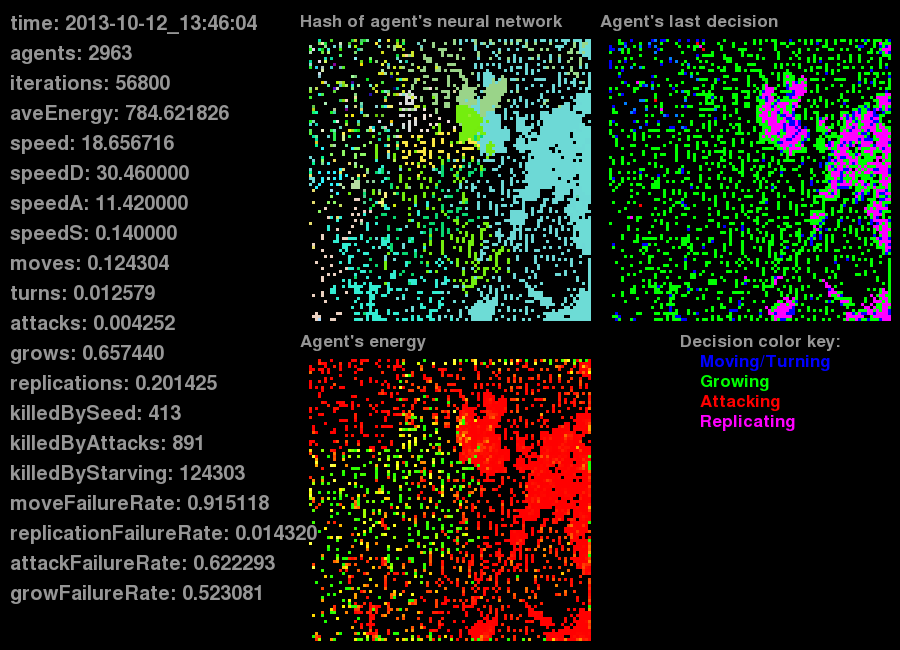 time: 2013-10-12_13:46:04
agents: 2963
iterations: 56800
aveEnergy: 784.621826
speed: 18.656716
speedD: 30.460000
speedA: 11.420000
speedS: 0.140000
moves: 0.124304
turns: 0.012579
attacks: 0.004252
grows: 0.657440
replications: 0.201425
killedBySeed: 413
killedByAttacks: 891
killedByStarving: 124303
moveFailureRate: 0.915118
replicationFailureRate: 0.014320
attackFailureRate: 0.622293
growFailureRate: 0.523081
Hash of agent's neural network
Agent's last decision
Agent's energy
Decision color key:
Moving/Turning
Growing
Attacking
Replicating